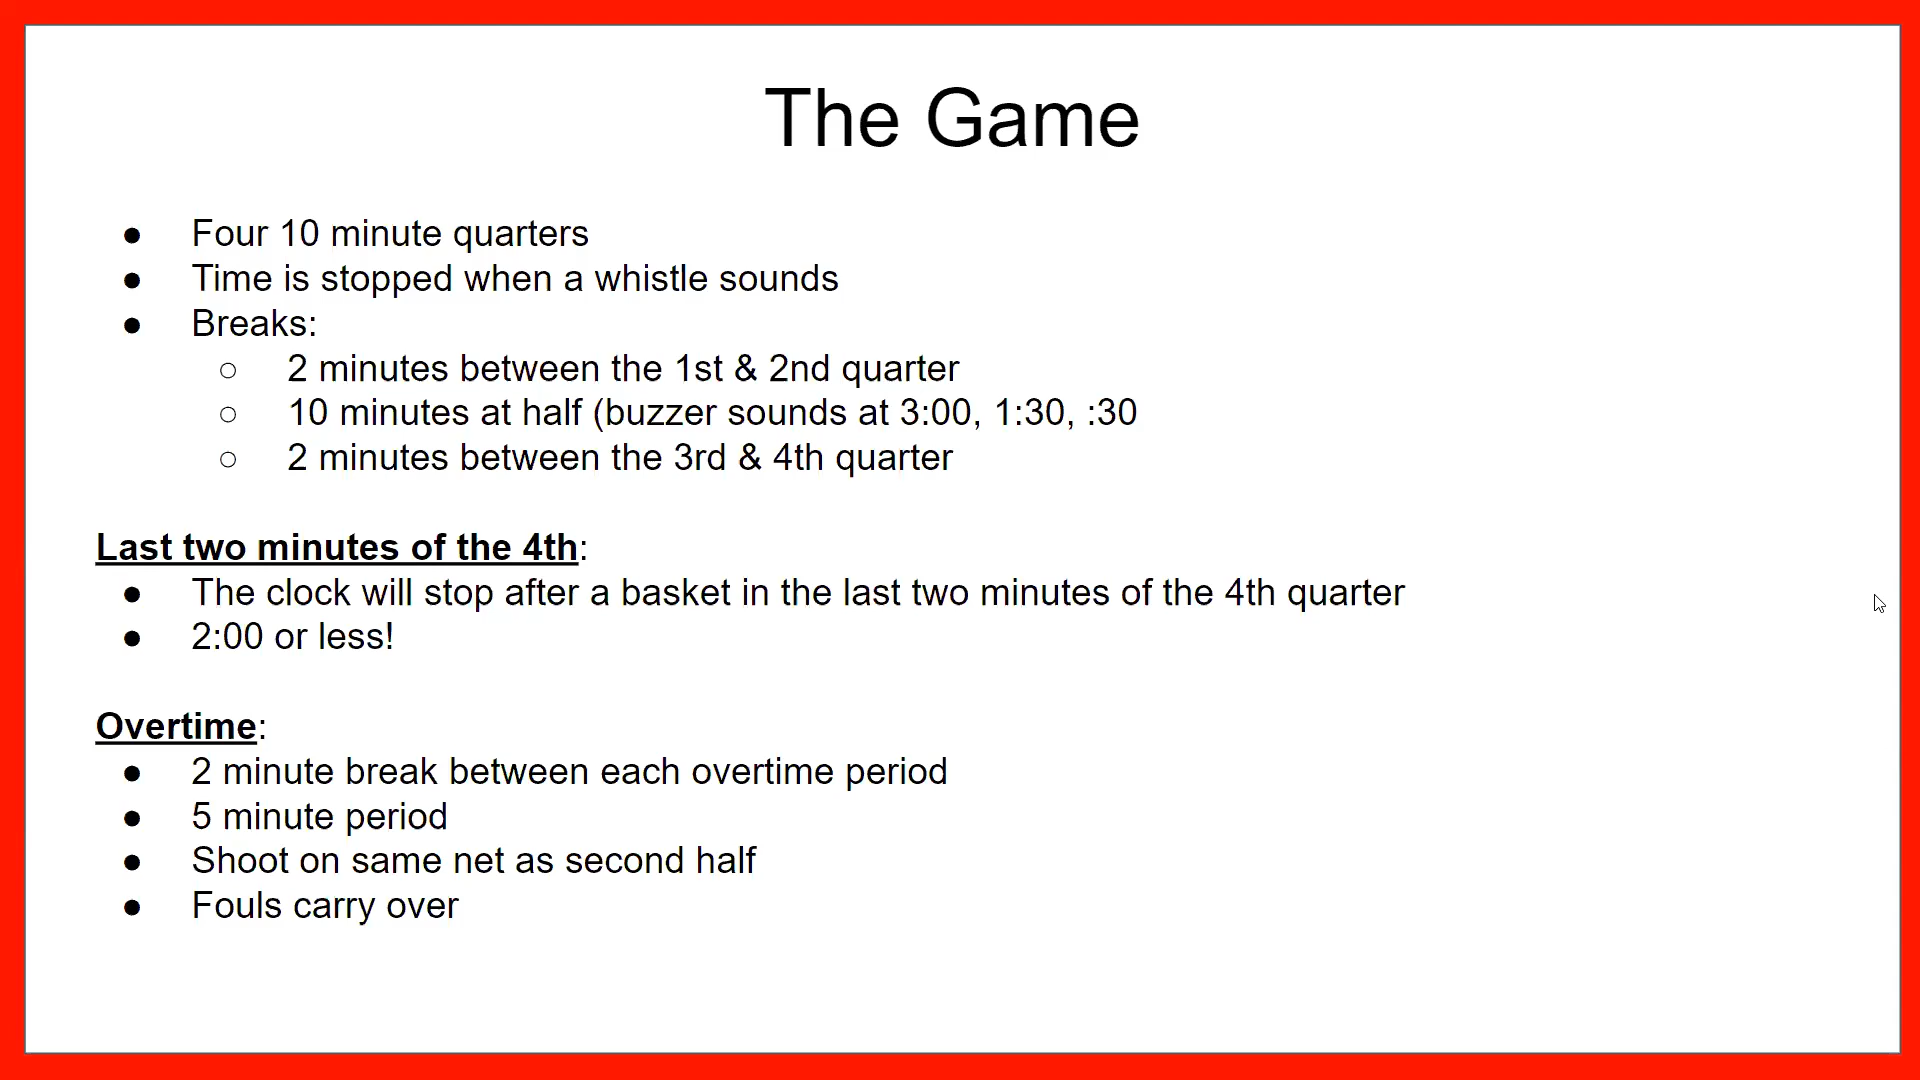 The Game
● Four 10 minute quarters
● Time is stopped when a whistle sounds
● Breaks:
○ 2 minutes between the 1st & 2nd quarter
○ 10 minutes at half (buzzer sounds at 3:00, 1:30, :30
○ 2 minutes between the 3rd & 4th quarter
Last two minutes of the 4th:
● The clock will stop after a basket in the last two minutes of the 4th quarter
● 2:00 or less!
Overtime:
● 2 minute break between each overtime period
● 5 minute period
● Shoot on same net as second half
● Fouls carry over